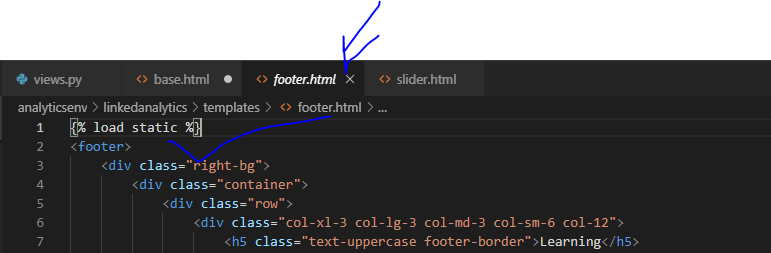 views.py base.html footer.html slider.html
analyticsenv > linkedanalytics > templates > footer.html > ...
1 {% load static %}
2 <footer>
3 <div class="right-bg">
4 <div class="container">
5 <div class="row">
6 <div class="col-xl-3 col-lg-3 col-md-3 col-sm-6 col-12">
7 <h5 class="text-uppercase footer-border">Learning</h5>